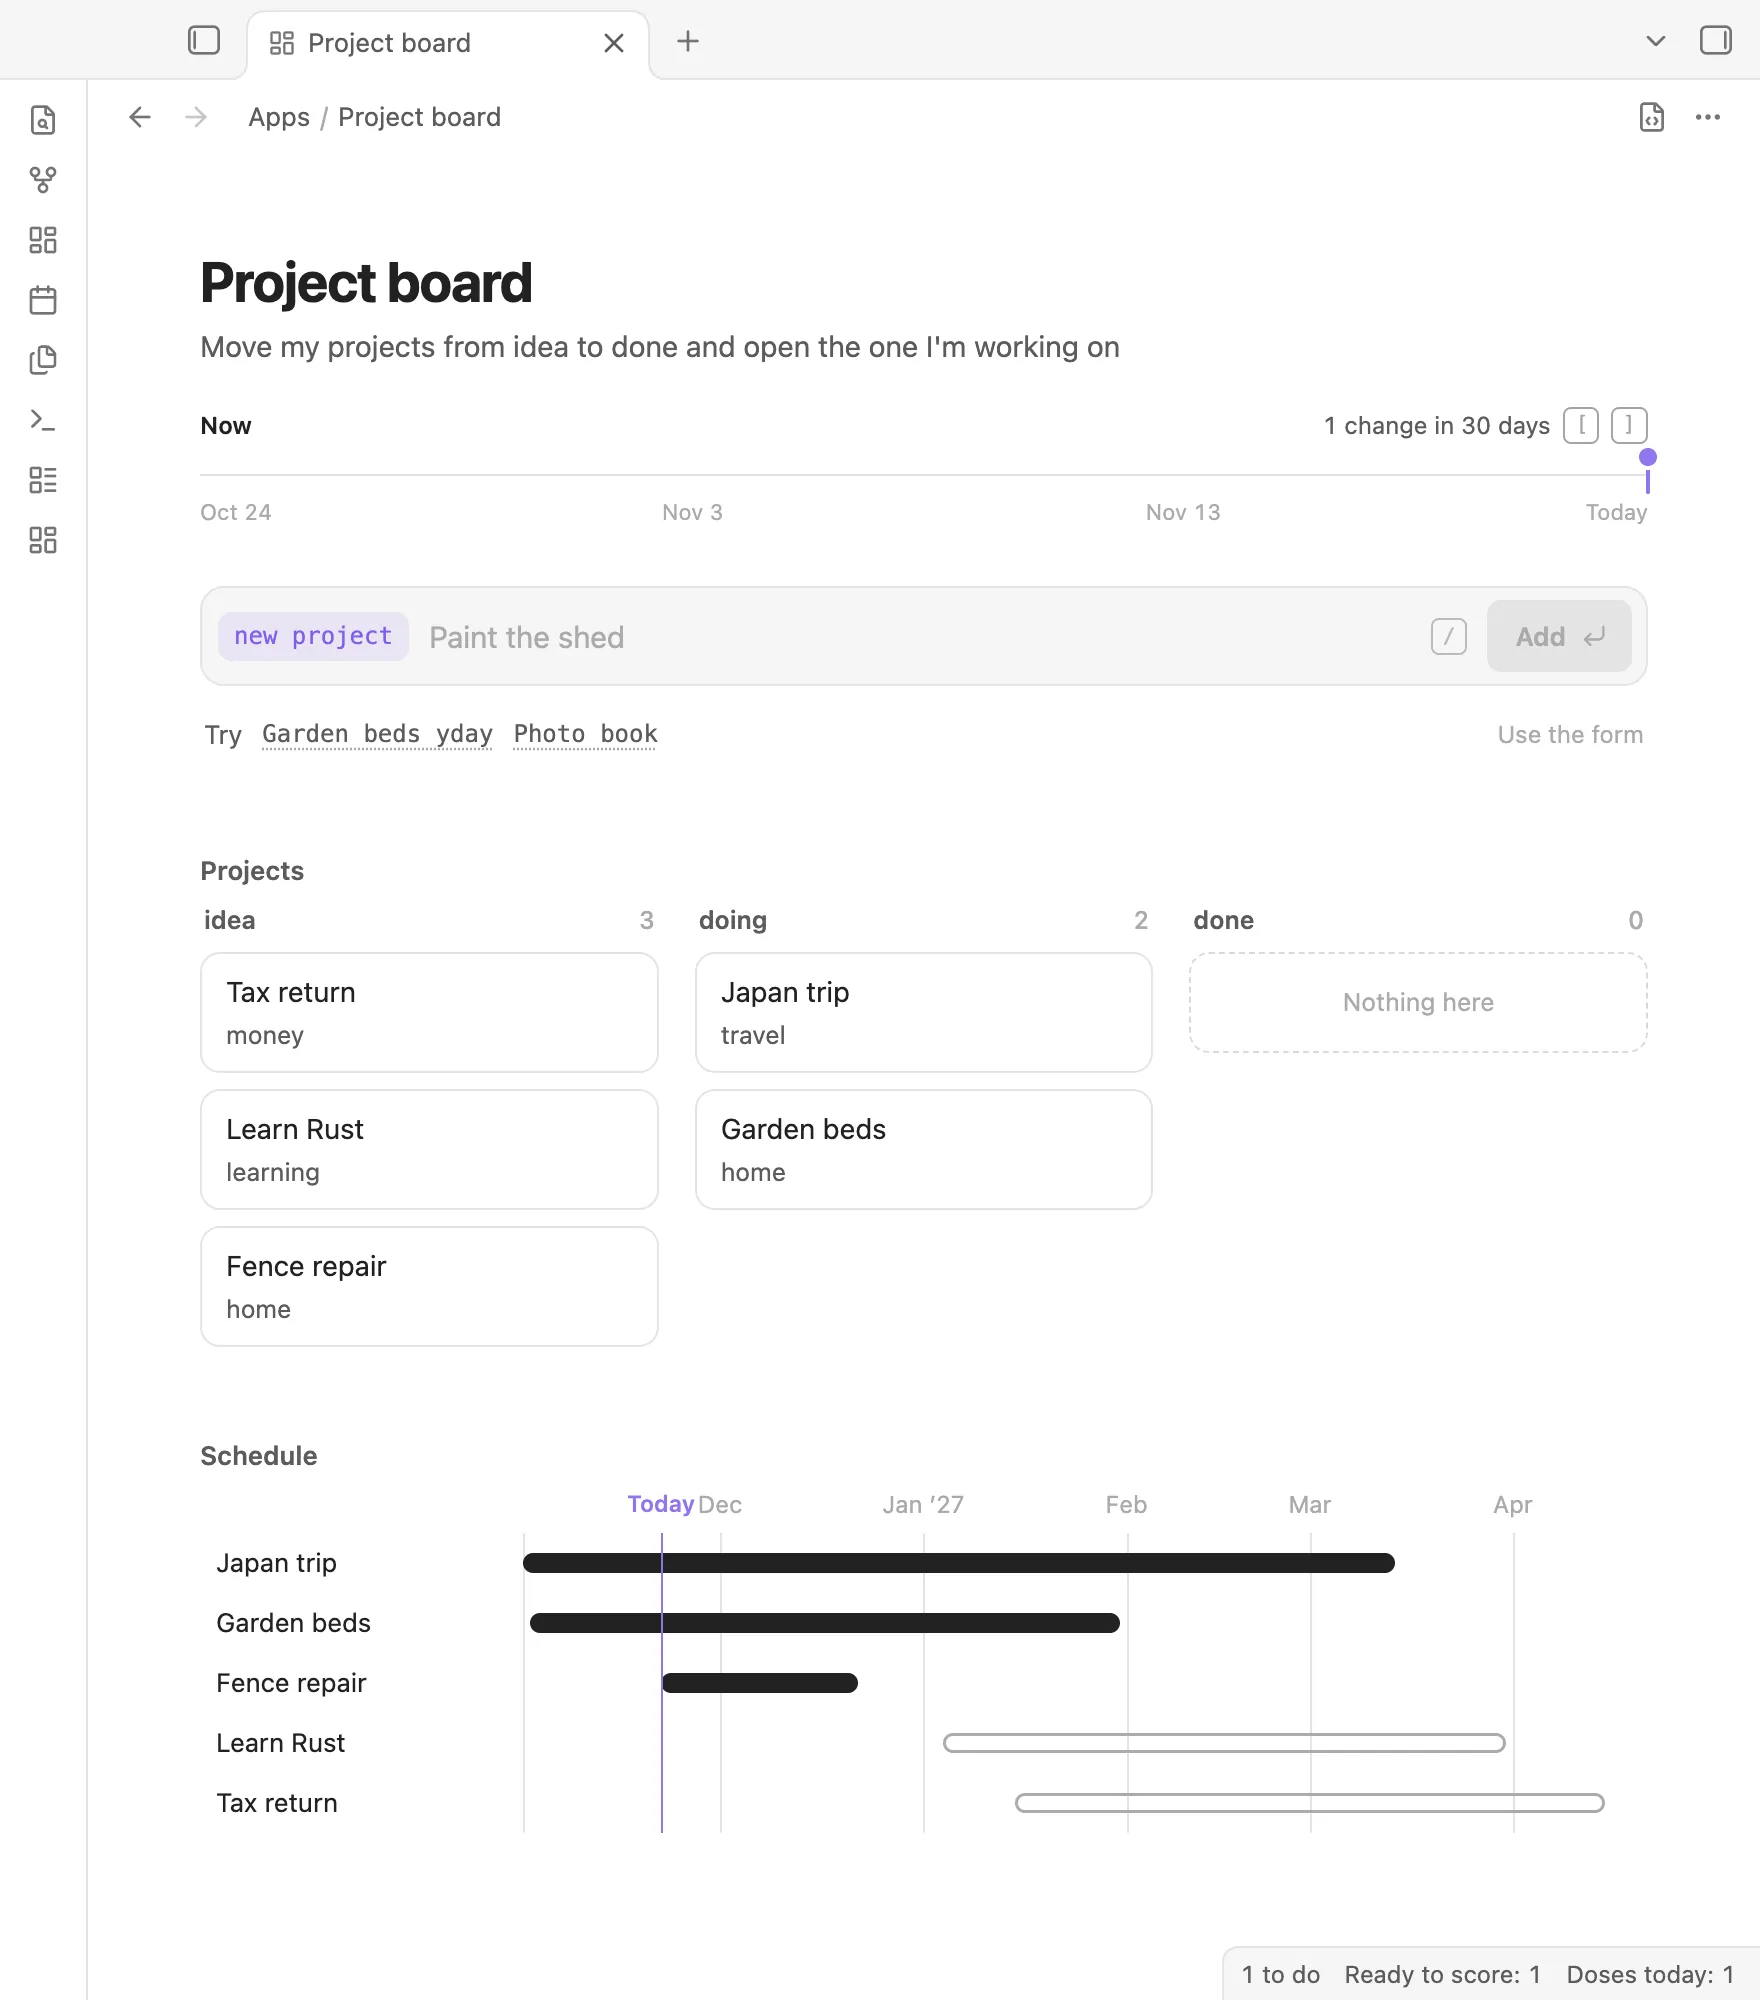 Project board
Apps / Project board
Project board
Move my projects from idea to done and open the one I'm working on
Now
1 change in 30 days [ ]
Oct 24 Nov 3 Nov 13 Today
new project Paint the shed / Add
Try Garden beds yday Photo book Use the form
Projects
idea 3
Tax return
money
Learn Rust
learning
Fence repair
home
doing 2
Japan trip
travel
Garden beds
home
done 0
Nothing here
Schedule
Today Dec Jan ’27 Feb Mar Apr
Japan trip
Garden beds
Fence repair
Learn Rust
Tax return
1 to do Ready to score: 1 Doses today: 1